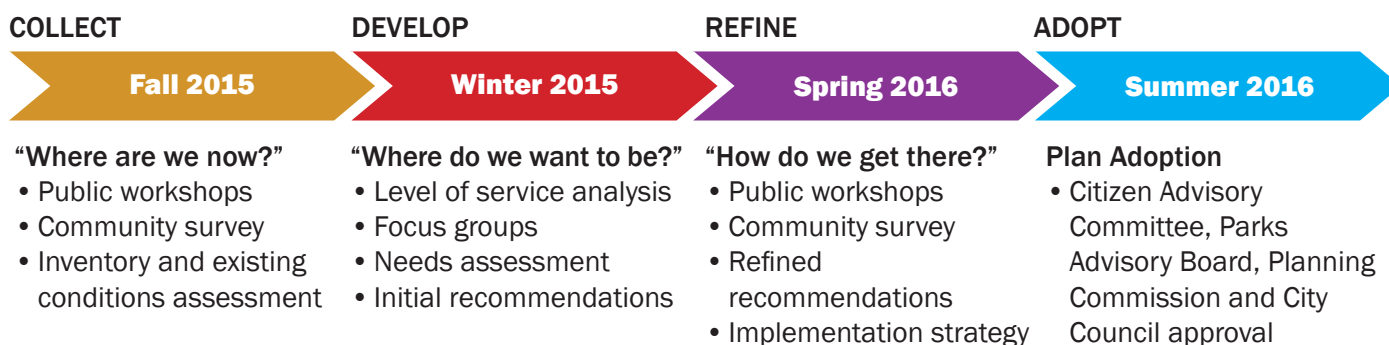 COLLECT
Fall 2015
“Where are we now?”
• Public workshops
• Community survey
• Inventory and existing
conditions assessment
DEVELOP
Winter 2015
“Where do we want to be?”
• Level of service analysis
• Focus groups
• Needs assessment
• Initial recommendations
REFINE
Spring 2016
“How do we get there?”
• Public workshops
• Community survey
• Refined
recommendations
• Implementation strategy
ADOPT
Summer 2016
Plan Adoption
• Citizen Advisory
Committee, Parks
Advisory Board, Planning
Commission and City
Council approval